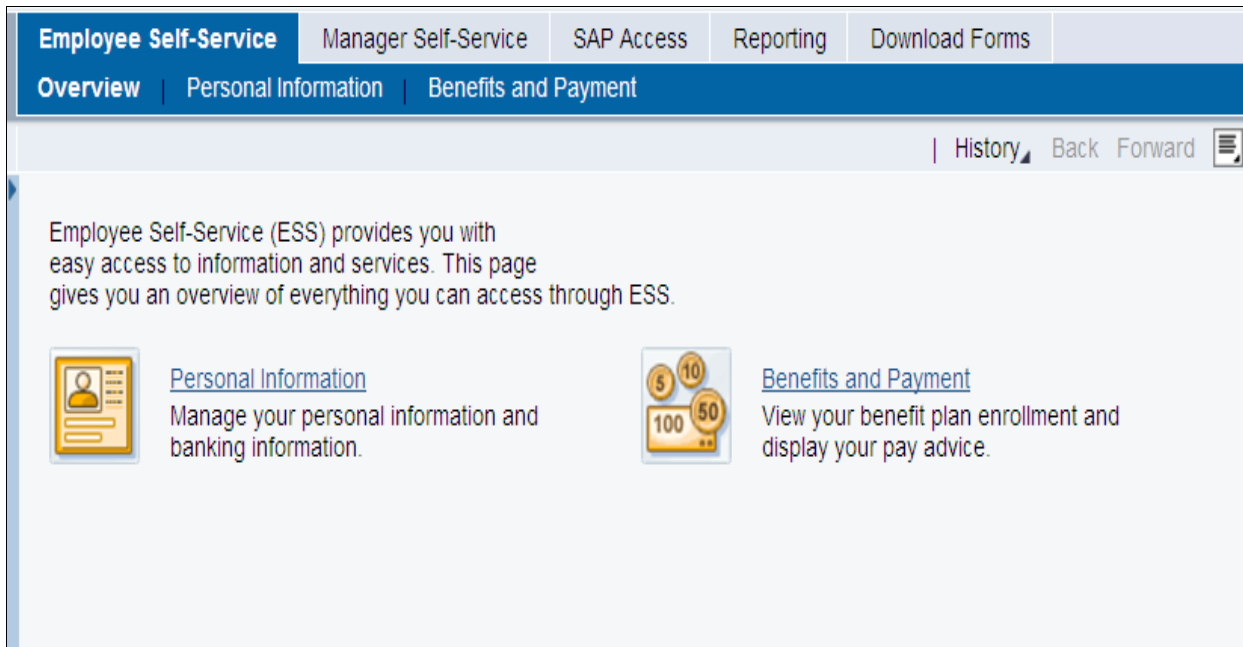 Employee Self-Service Manager Self-Service SAP Access Reporting Download Forms
Overview | Personal Information | Benefits and Payment
| History Back Forward
Employee Self-Service (ESS) provides you with
easy access to information and services. This page
gives you an overview of everything you can access through ESS.
Personal Information
Manage your personal information and
banking information.
5 10 50 100
Benefits and Payment
View your benefit plan enrollment and
display your pay advice.